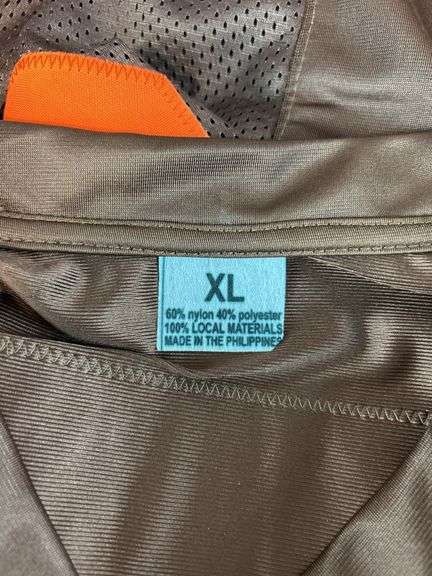 XL
60% nylon 40% polyester
100% LOCAL MATERIALS
MADE IN THE PHILIPPINES